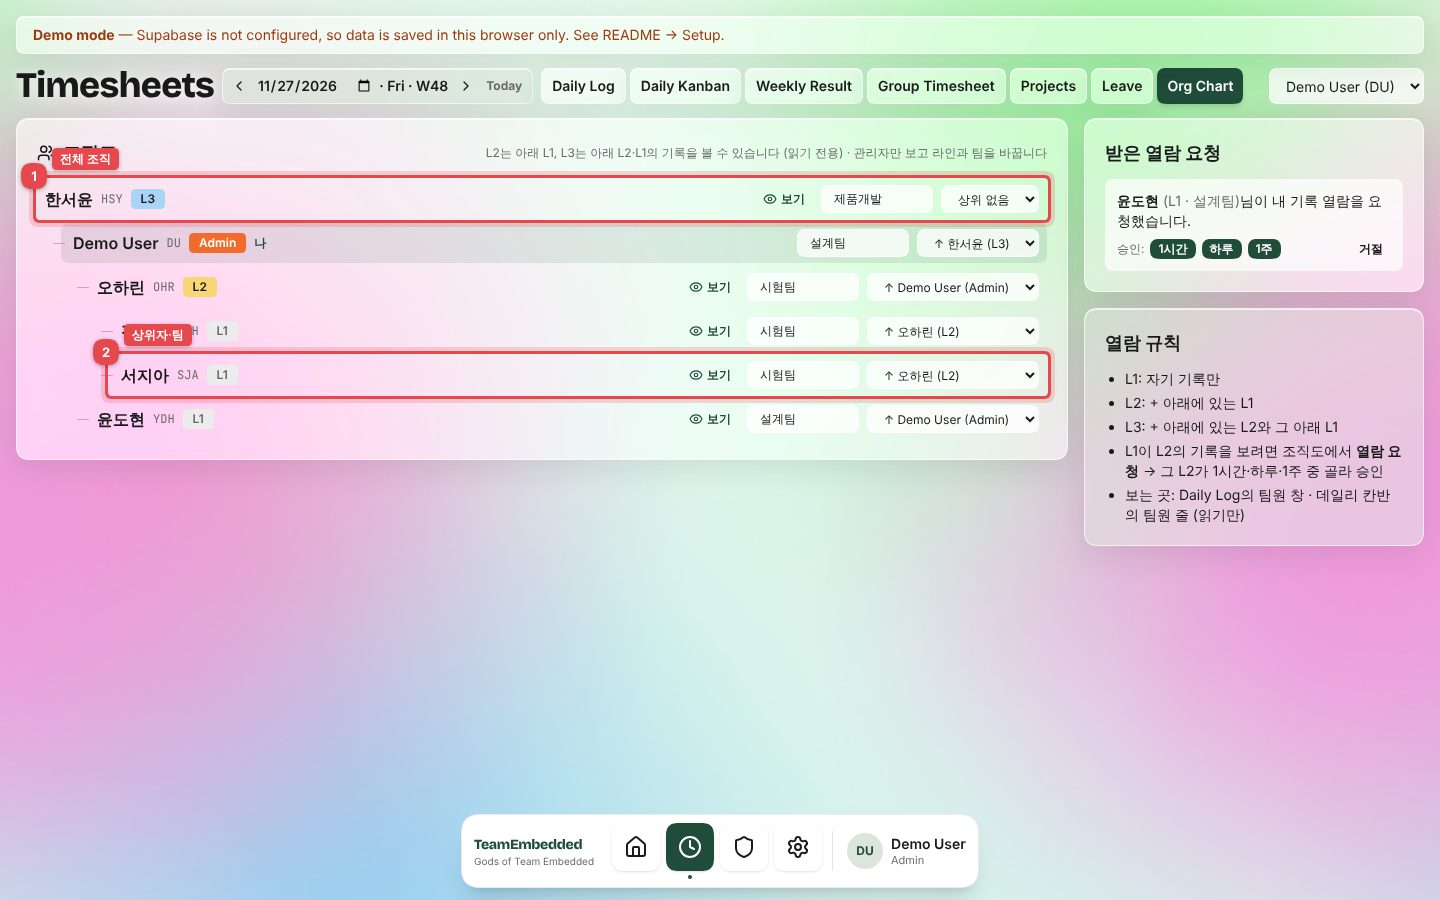 Demo mode — Supabase is not configured, so data is saved in this browser only. See README → Setup.
Timesheets
11/27/2026 · Fri · W48 Today
Daily Log
Daily Kanban
Weekly Result
Group Timesheet
Projects
Leave
Org Chart
Demo User (DU)
전체 조직
L2는 아래 L1, L3는 아래 L2·L1의 기록을 볼 수 있습니다 (읽기 전용) · 관리자만 보고 라인과 팀을 바꿉니다
1
한서윤 HSY L3 보기 제품개발 상위 없음
Demo User DU Admin 나 설계팀 ↑ 한서윤 (L3)
오하린 OHR L2 보기 시험팀 ↑ Demo User (Admin)
상위자·팀
H L1 보기 시험팀 ↑ 오하린 (L2)
2
서지아 SJA L1 보기 시험팀 ↑ 오하린 (L2)
윤도현 YDH L1 보기 설계팀 ↑ Demo User (Admin)
받은 열람 요청
윤도현 (L1 · 설계팀)님이 내 기록 열람을 요
청했습니다.
승인: 1시간 하루 1주 거절
열람 규칙
L1: 자기 기록만
L2: + 아래에 있는 L1
L3: + 아래에 있는 L2와 그 아래 L1
L1이 L2의 기록을 보려면 조직도에서 열람 요
청 → 그 L2가 1시간·하루·1주 중 골라 승인
보는 곳: Daily Log의 팀원 창 · 데일리 칸반
의 팀원 줄 (읽기만)
TeamEmbedded
Gods of Team Embedded
DU
Demo User
Admin